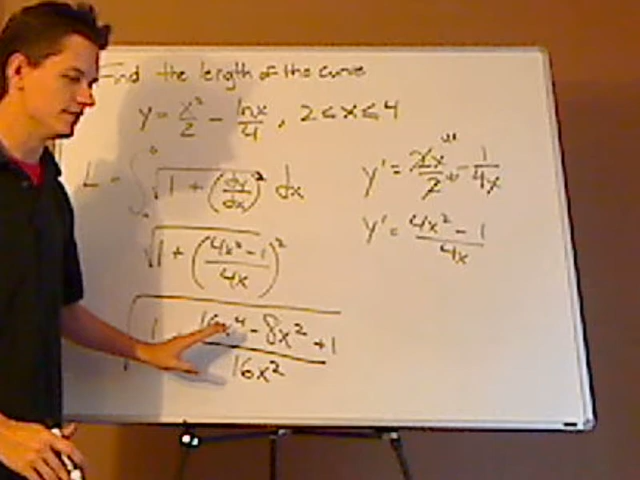 Find the length of the curve
y = x²/2 - lnx/4 , 2 ≤ x ≤ 4
L = ∫ √(1 + (dy/dx)²) dx
y' = 2x/2 - 1/4x
√(1 + ((4x² - 1)/4x)²)
y' = (4x² - 1)/4x
√(1 + (16x⁴ - 8x² + 1)/16x²)